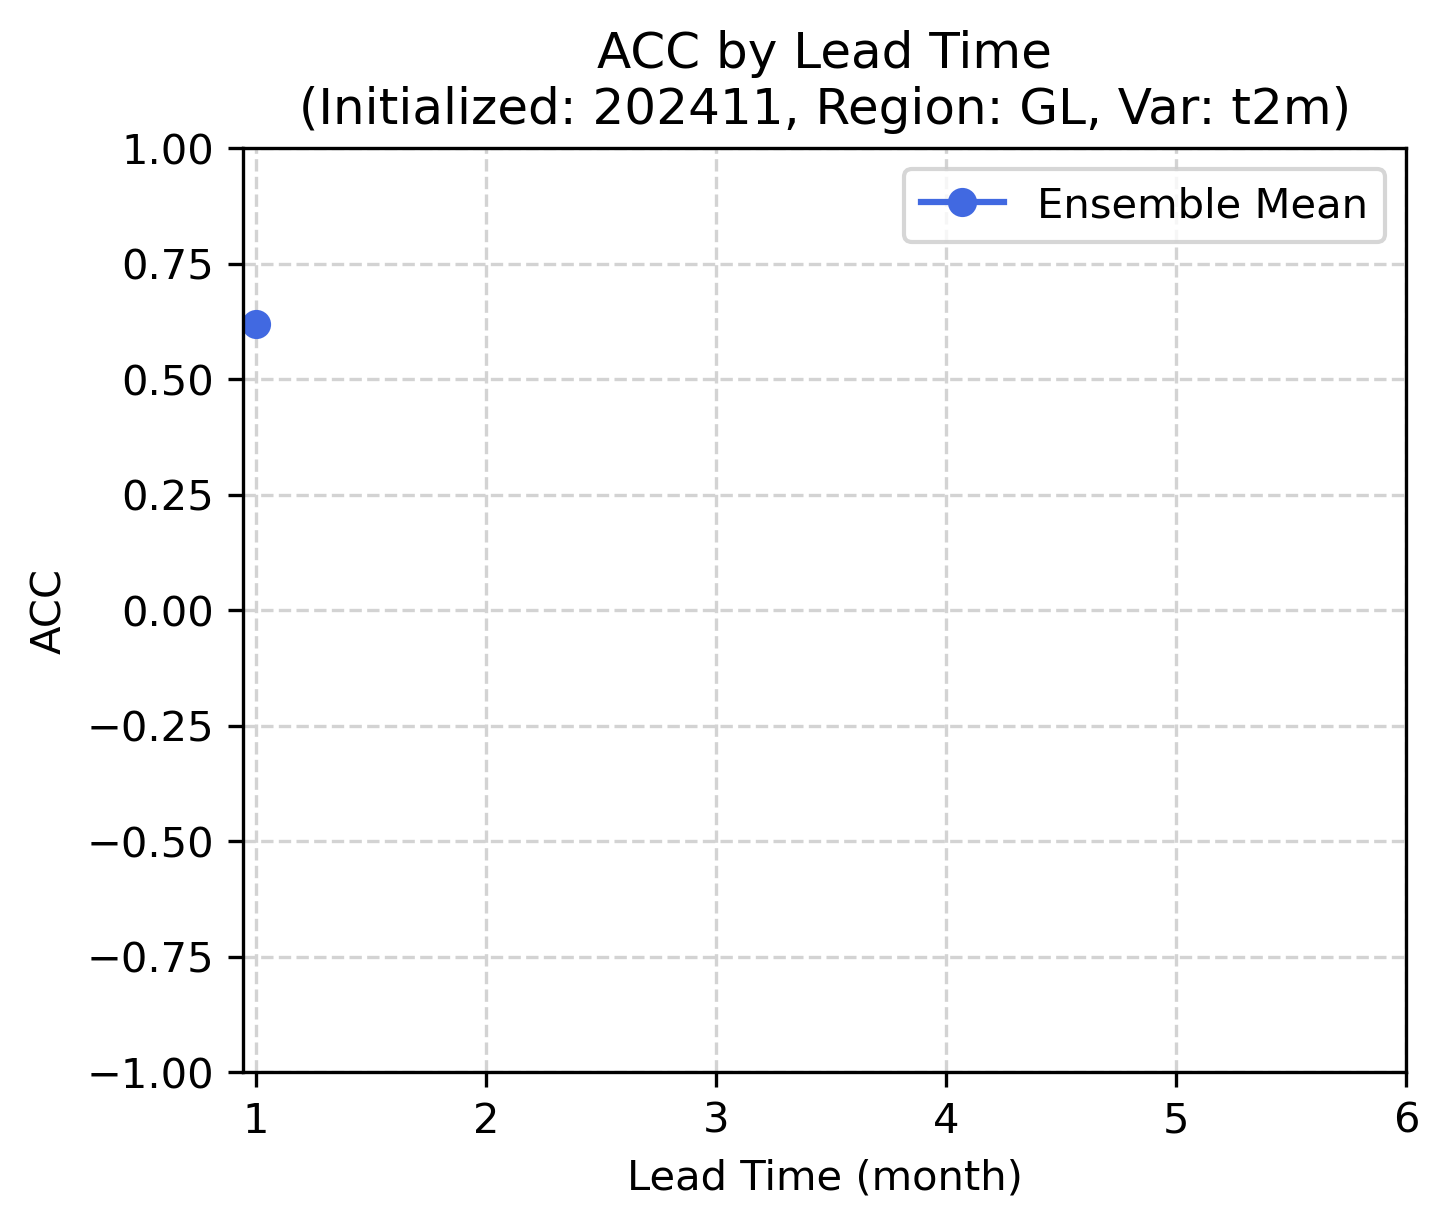 ACC by Lead Time
(Initialized: 202411, Region: GL, Var: t2m)
Ensemble Mean
1.00
0.75
0.50
0.25
0.00
−0.25
−0.50
−0.75
−1.00
ACC
1 2 3 4 5 6
Lead Time (month)